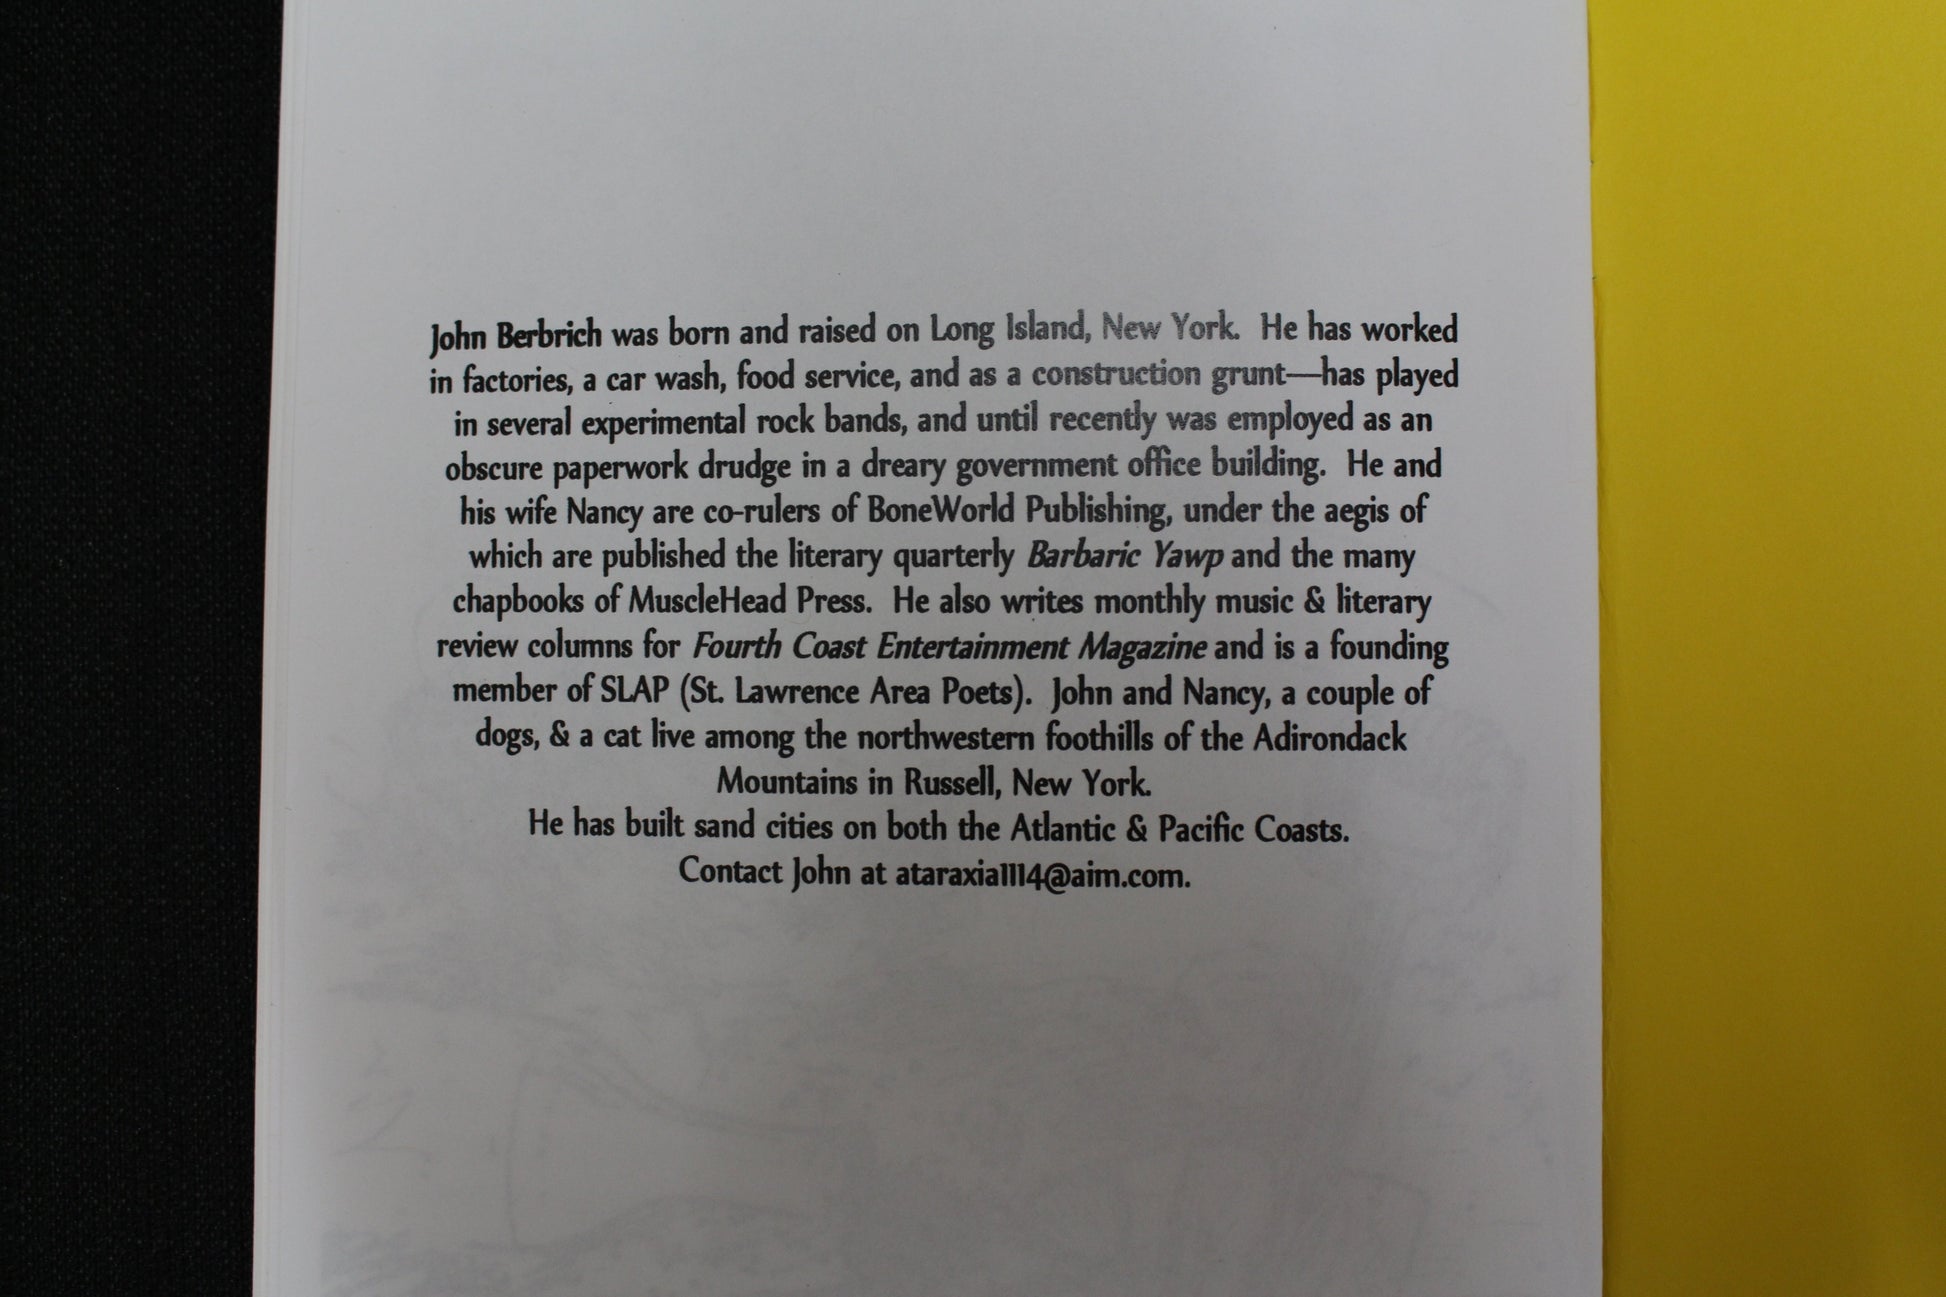 John Berbrich was born and raised on Long Island, New York.  He has worked
in factories, a car wash, food service, and as a construction grunt—has played
in several experimental rock bands, and until recently was employed as an
obscure paperwork drudge in a dreary government office building.  He and
his wife Nancy are co-rulers of BoneWorld Publishing, under the aegis of
which are published the literary quarterly Barbaric Yawp and the many
chapbooks of MuscleHead Press.  He also writes monthly music & literary
review columns for Fourth Coast Entertainment Magazine and is a founding
member of SLAP (St. Lawrence Area Poets).  John and Nancy, a couple of
dogs, & a cat live among the northwestern foothills of the Adirondack
Mountains in Russell, New York.
He has built sand cities on both the Atlantic & Pacific Coasts.
Contact John at ataraxia1114@aim.com.